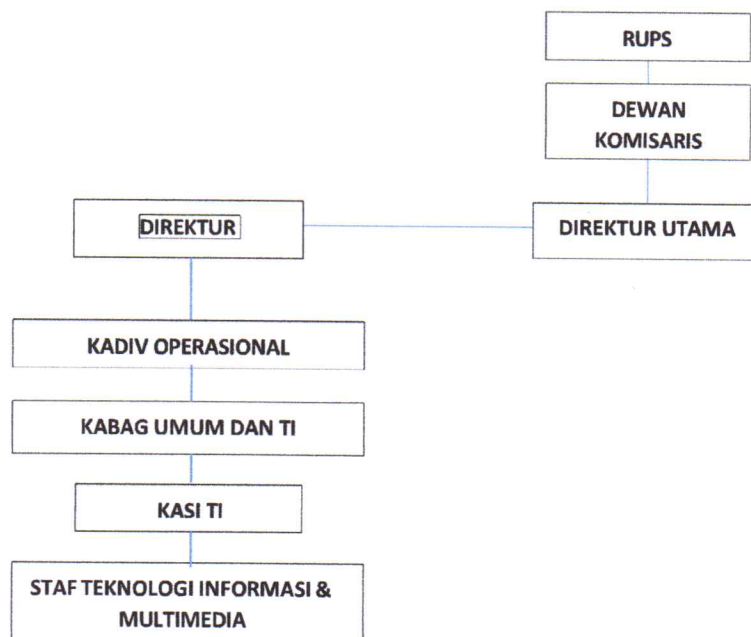 RUPS
DEWAN
KOMISARIS
DIREKTUR
DIREKTUR UTAMA
KADIV OPERASIONAL
KABAG UMUM DAN TI
KASI TI
STAF TEKNOLOGI INFORMASI &
MULTIMEDIA